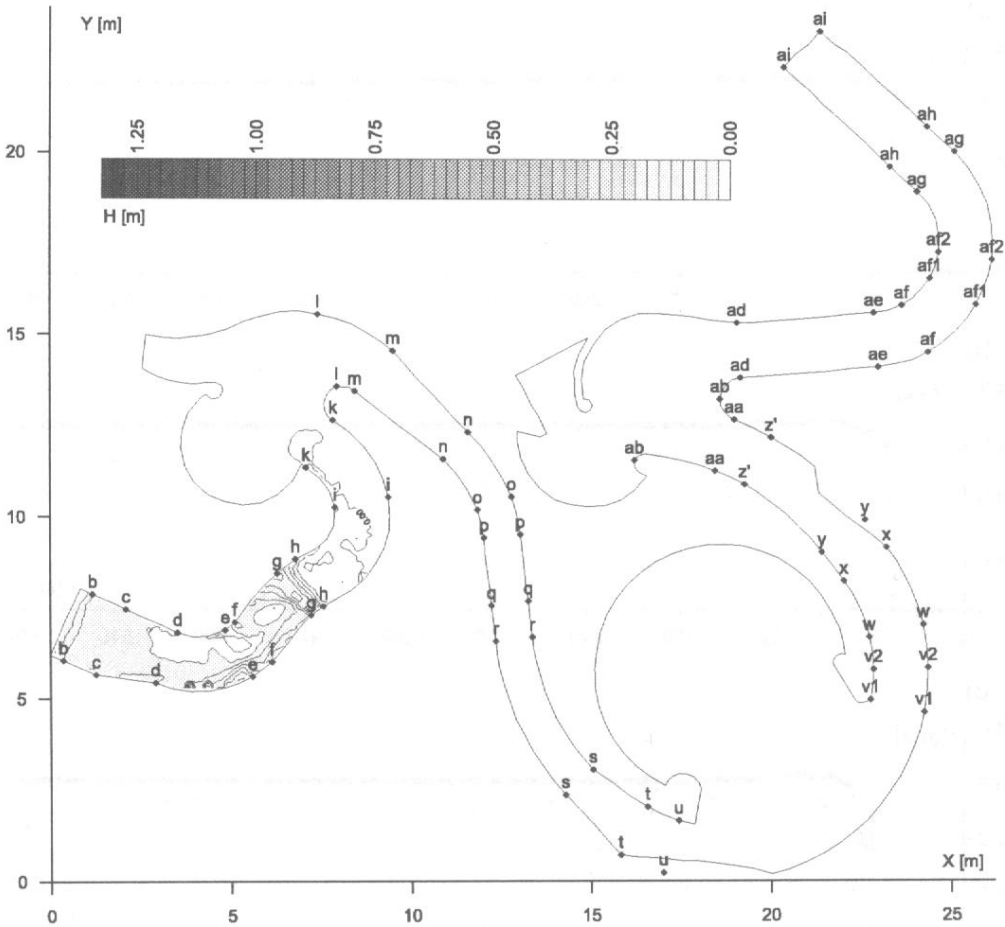 Y [m]
ai
ai
ah
ag
1.25 1.00 0.75 0.50 0.25 0.00
20
ah
ag
H [m]
af2
af2
af1
af1
af
ae
ad
15
l
m
af
ae
ad
l
m
k
ab
aa
z'
n
n
k
ab
aa
z'
i
i
10
o
o
p
p
y
x
y
x
h
g
b
c
q
q
g
h
f
d
e
r
r
w
w
b
c
d
e
f
v2
v2
5
v1
v1
s
s
t
u
t
u
X [m]
0
0 5 10 15 20 25